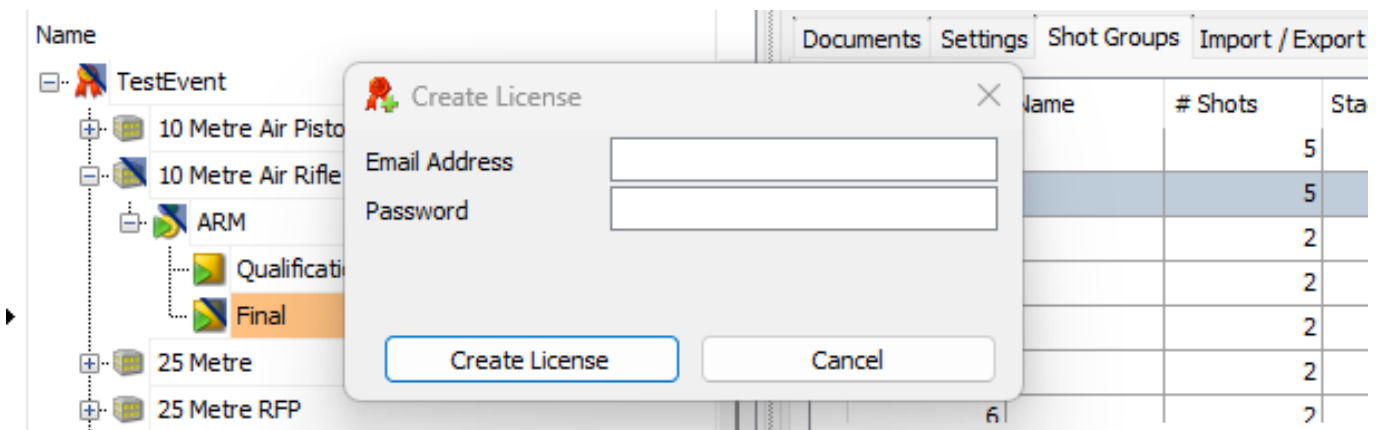 Name
TestEvent
10 Metre Air Pisto
10 Metre Air Rifle
ARM
Qualificati
Final
25 Metre
25 Metre RFP
Create License
Email Address
Password
Create License Cancel
Documents Settings Shot Groups Import / Export
Name # Shots Sta
5
5
2
2
2
2
6 2